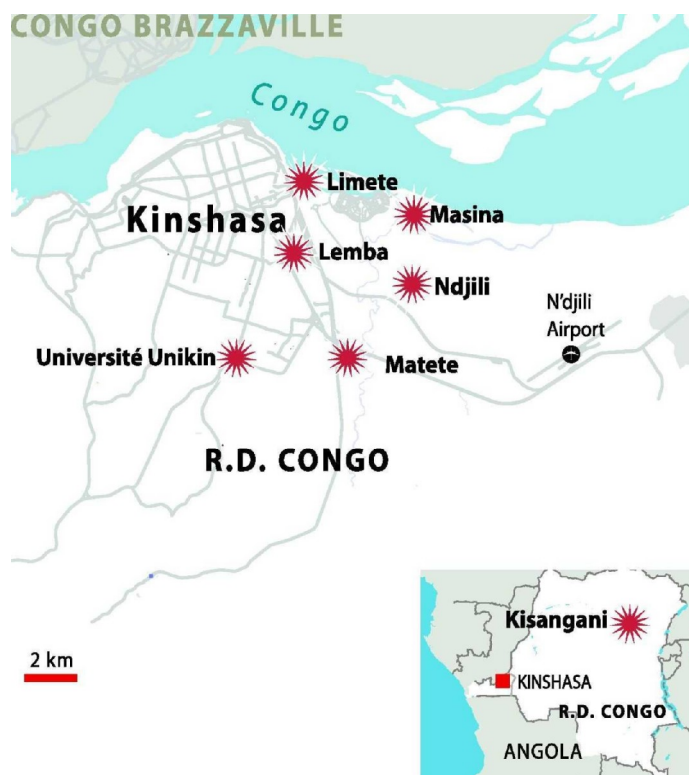 CONGO BRAZZAVILLE
Congo
Limete
Masina
Kinshasa
Lemba
Ndjili
N'djili
Airport
Université Unikin
Matete
R.D. CONGO
2 km
Kisangani
KINSHASA
R.D. CONGO
ANGOLA